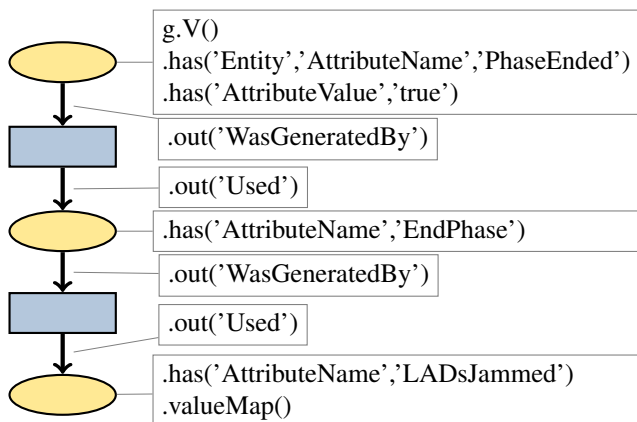 g.V()
.has('Entity','AttributeName','PhaseEnded')
.has('AttributeValue','true')
.out('WasGeneratedBy')
.out('Used')
.has('AttributeName','EndPhase')
.out('WasGeneratedBy')
.out('Used')
.has('AttributeName','LADsJammed')
.valueMap()